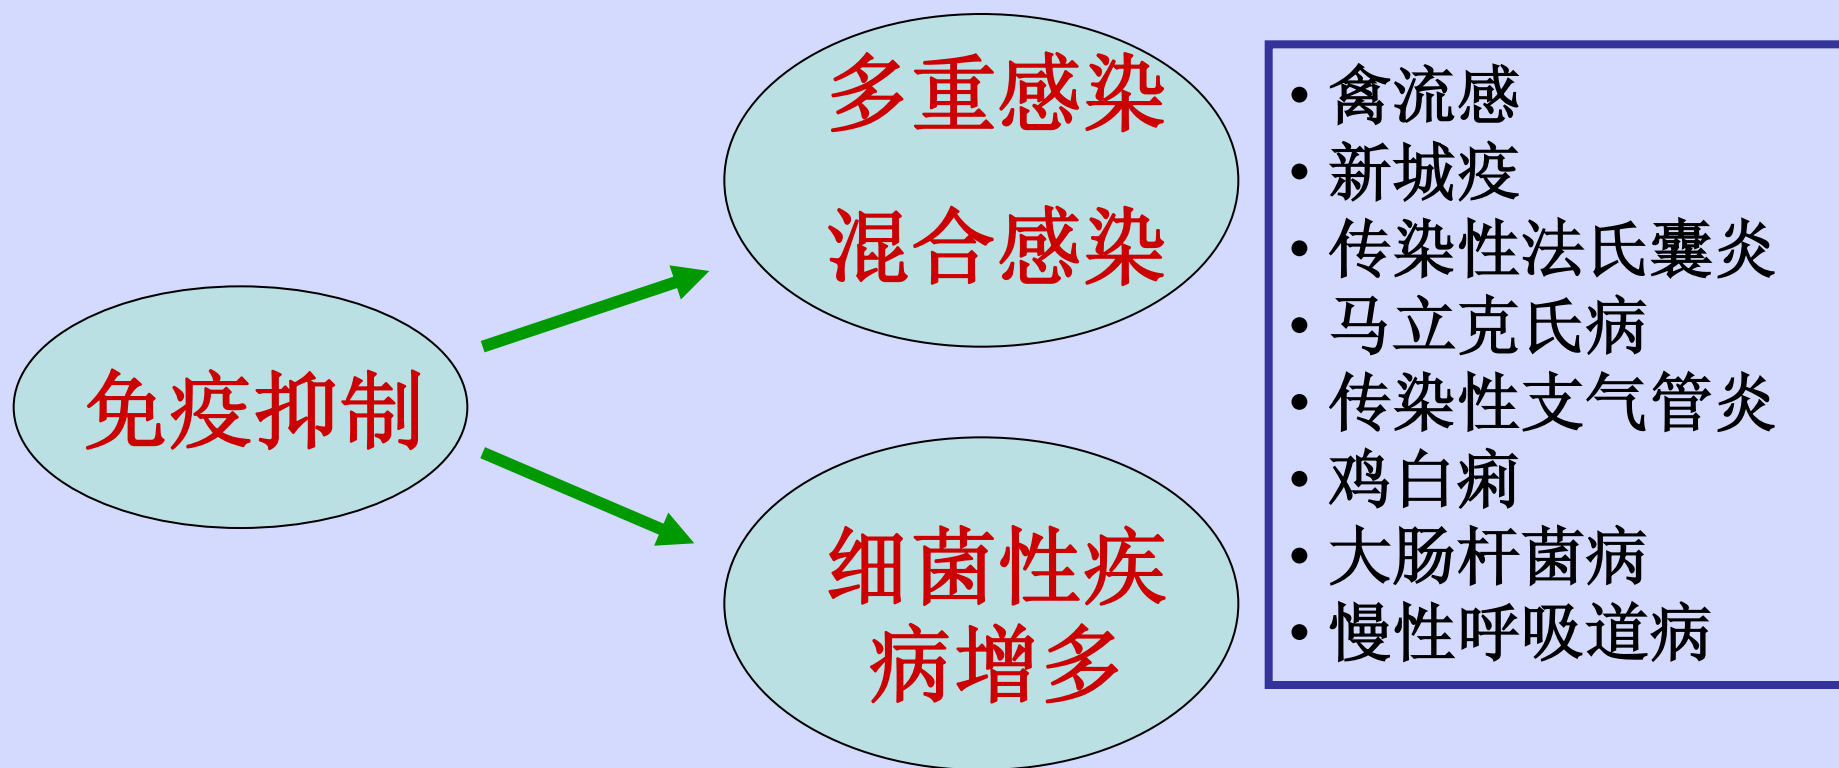 免疫抑制
多重感染
混合感染
细菌性疾
病增多
• 禽流感
• 新城疫
• 传染性法氏囊炎
• 马立克氏病
• 传染性支气管炎
• 鸡白痢
• 大肠杆菌病
• 慢性呼吸道病